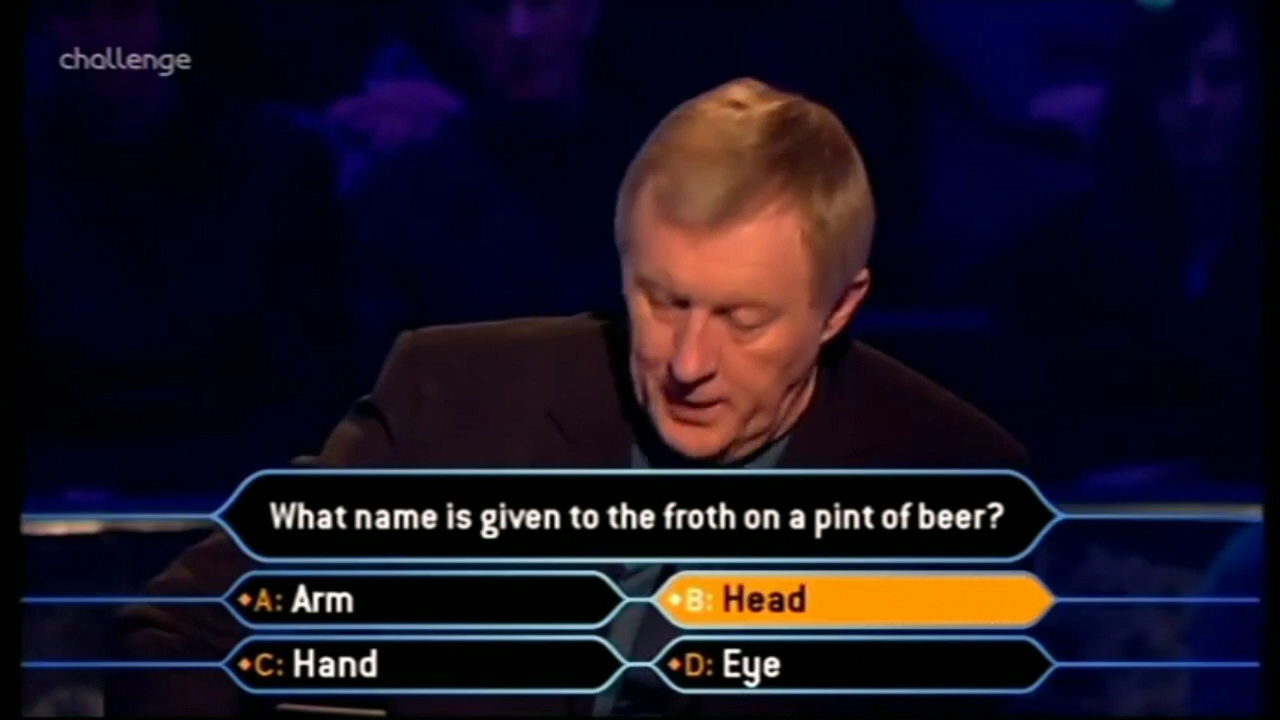 challenge
What name is given to the froth on a pint of beer?
A: Arm
B: Head
C: Hand
D: Eye